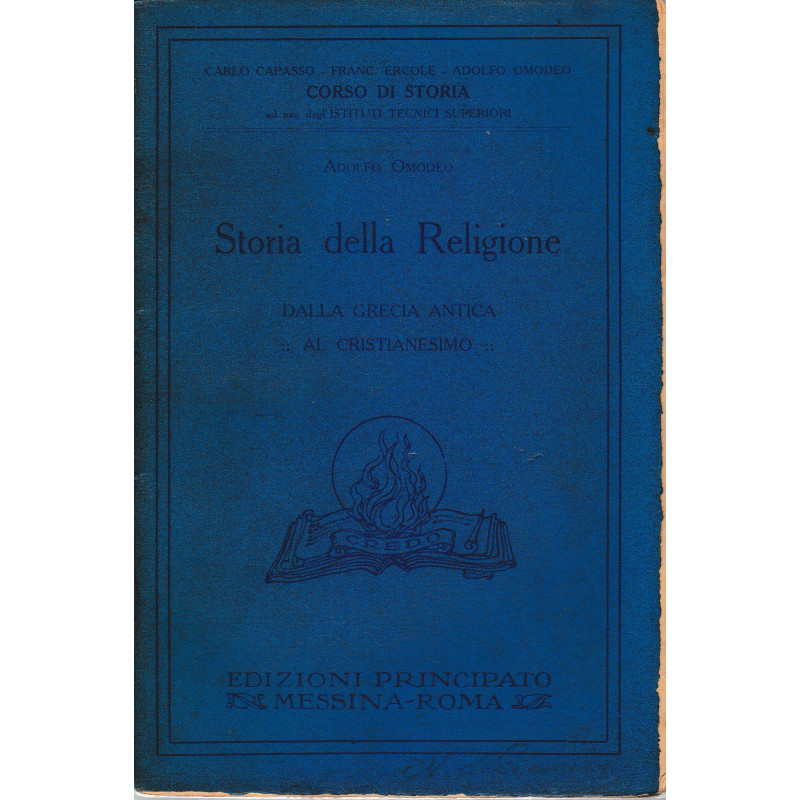 CARLO CAPASSO - FRANC. ERCOLE - ADOLFO OMODEO
CORSO DI STORIA
ad uso degl'ISTITUTI TECNICI SUPERIORI
ADOLFO OMODEO
Storia della Religione
DALLA GRECIA ANTICA
:: AL CRISTIANESIMO ::
CREDO
EDIZIONI PRINCIPATO
MESSINA-ROMA